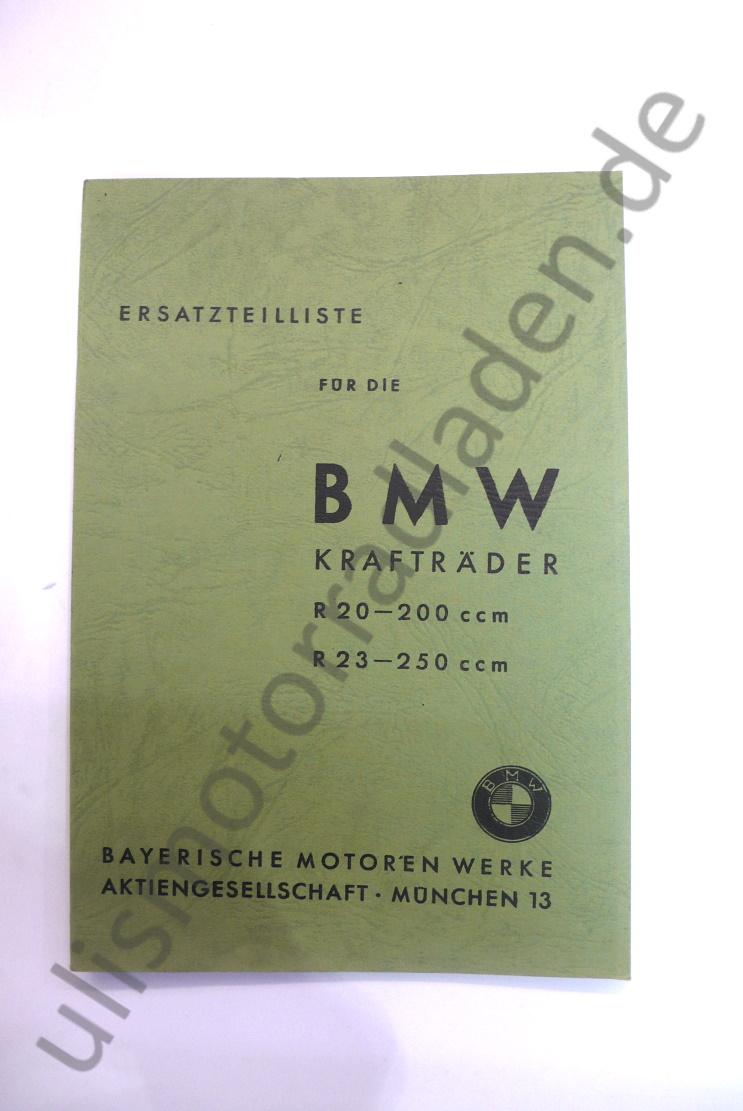 ERSATZTEILLISTE
FÜR DIE
BMW
KRAFTRÄDER
R 20—200 ccm
R 23—250 ccm
BMW
BAYERISCHE MOTOREN WERKE
AKTIENGESELLSCHAFT · MÜNCHEN 13
ulismotorradladen.de